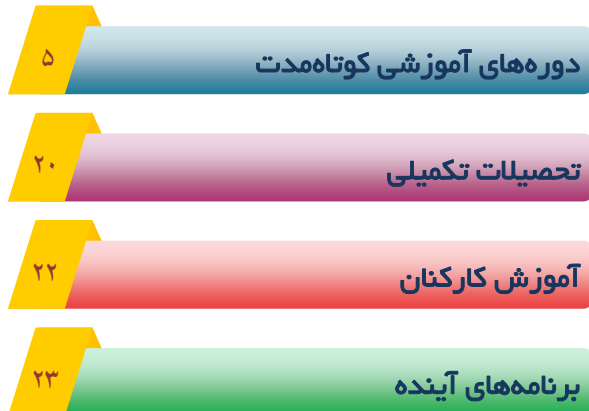 دوره‌های آموزشی کوتاه‌مدت ۵
تحصیلات تکمیلی ۲۰
آموزش کارکنان ۲۲
برنامه‌های آینده ۲۳